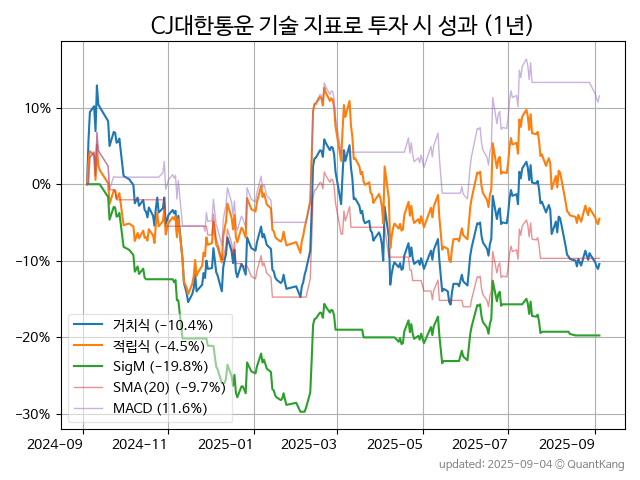 CJ대한통운 기술 지표로 투자 시 성과 (1년)
10%
0%
−10%
−20%
−30%
거치식 (−10.4%)
적립식 (−4.5%)
SigM (−19.8%)
SMA(20) (−9.7%)
MACD (11.6%)
2024-09 2024-11 2025-01 2025-03 2025-05 2025-07 2025-09
updated: 2025-09-04 © QuantKang